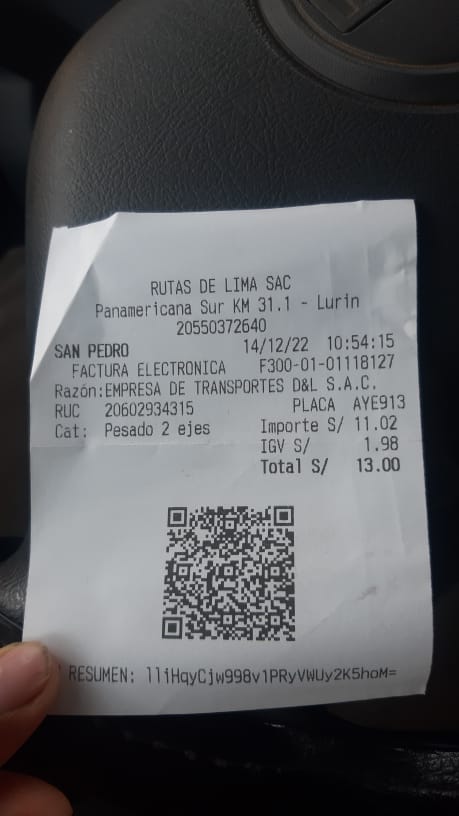 RUTAS DE LIMA SAC
Panamericana Sur KM 31.1 - Lurin
20550372640
SAN PEDRO 14/12/22 10:54:15
FACTURA ELECTRONICA F300-01-01118127
Razón:EMPRESA DE TRANSPORTES D&L S.A.C.
RUC 20602934315 PLACA AYE913
Cat: Pesado 2 ejes Importe S/ 11.02
IGV S/ 1.98
Total S/ 13.00
RESUMEN: lliHqyCjw998v1PRyVWUy2K5hoM=